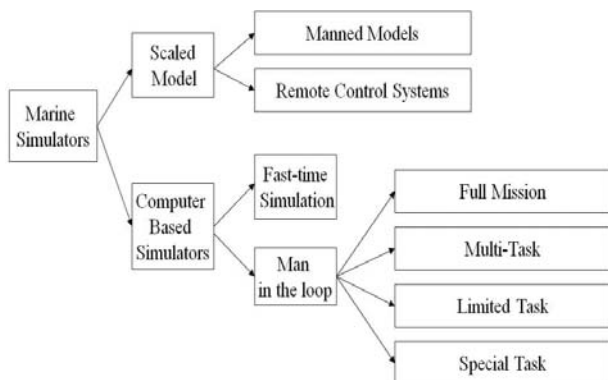 Marine
Simulators
Scaled
Model
Manned Models
Remote Control Systems
Computer
Based
Simulators
Fast-time
Simulation
Man
in the loop
Full Mission
Multi-Task
Limited Task
Special Task